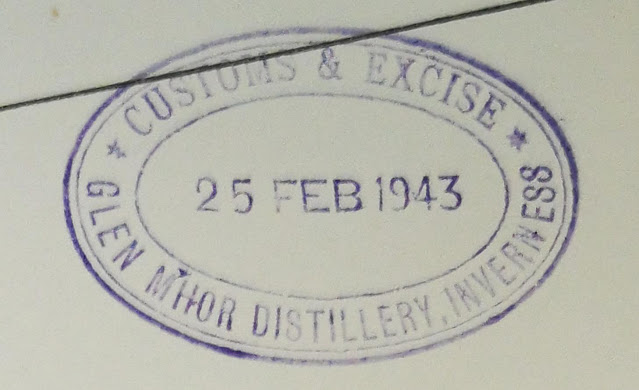 ★ CUSTOMS & EXCISE ★
25 FEB 1943
GLEN MHOR DISTILLERY, INVERNESS